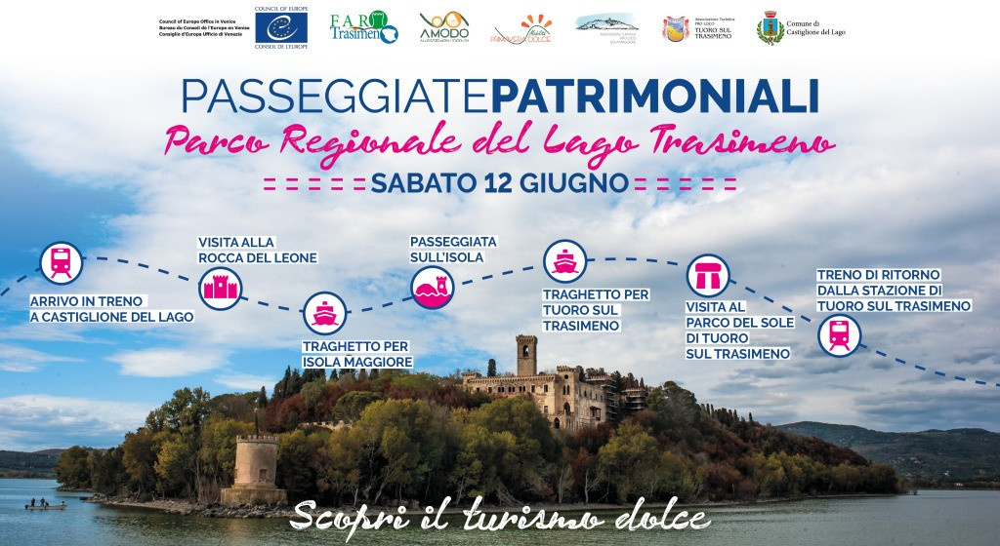 Council of Europe Office in Venice
Bureau du Conseil de l'Europe en Venise
Consiglio d'Europa Ufficio di Venezia
COUNCIL OF EUROPE
CONSEIL DE L'EUROPE
FARO
Trasimeno
AMODO
PRIMAVERA DOLCE
Associazione Turistica
PRO LOCO
TUORO SUL
TRASIMENO
Comune di
Castiglione del Lago
PASSEGGIATEPATRIMONIALI
Parco Regionale del Lago Trasimeno
SABATO 12 GIUGNO
ARRIVO IN TRENO
A CASTIGLIONE DEL LAGO
VISITA ALLA
ROCCA DEL LEONE
TRAGHETTO PER
ISOLA MAGGIORE
PASSEGGIATA
SULL'ISOLA
TRAGHETTO PER
TUORO SUL
TRASIMENO
VISITA AL
PARCO DEL SOLE
DI TUORO
SUL TRASIMENO
TRENO DI RITORNO
DALLA STAZIONE DI
TUORO SUL TRASIMENO
Scopri il turismo dolce